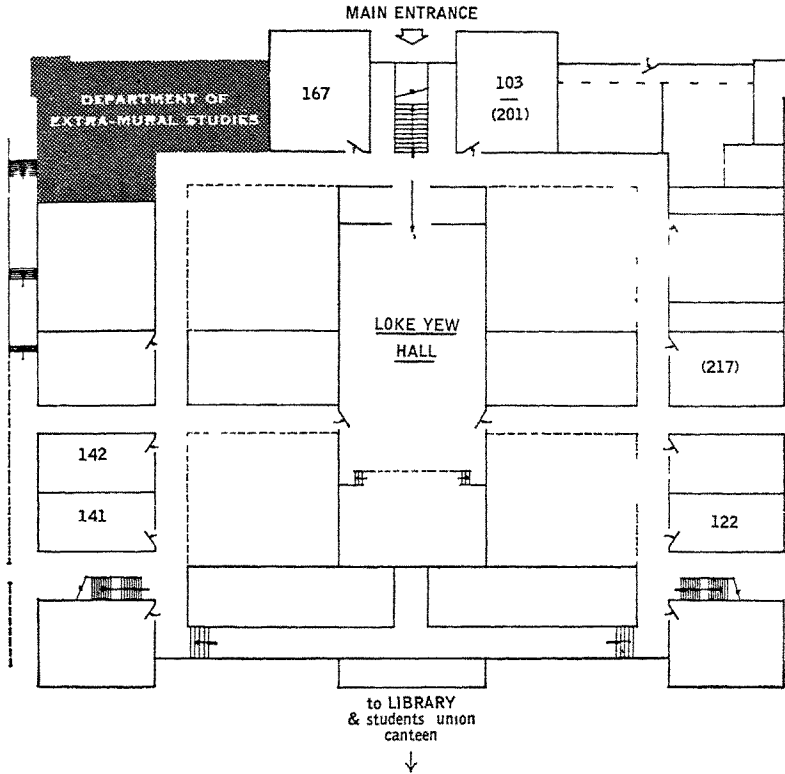 MAIN ENTRANCE
167
103
(201)
DEPARTMENT OF
EXTRA-MURAL STUDIES
LOKE YEW
HALL
(217)
142
141
122
to LIBRARY
& students union
canteen